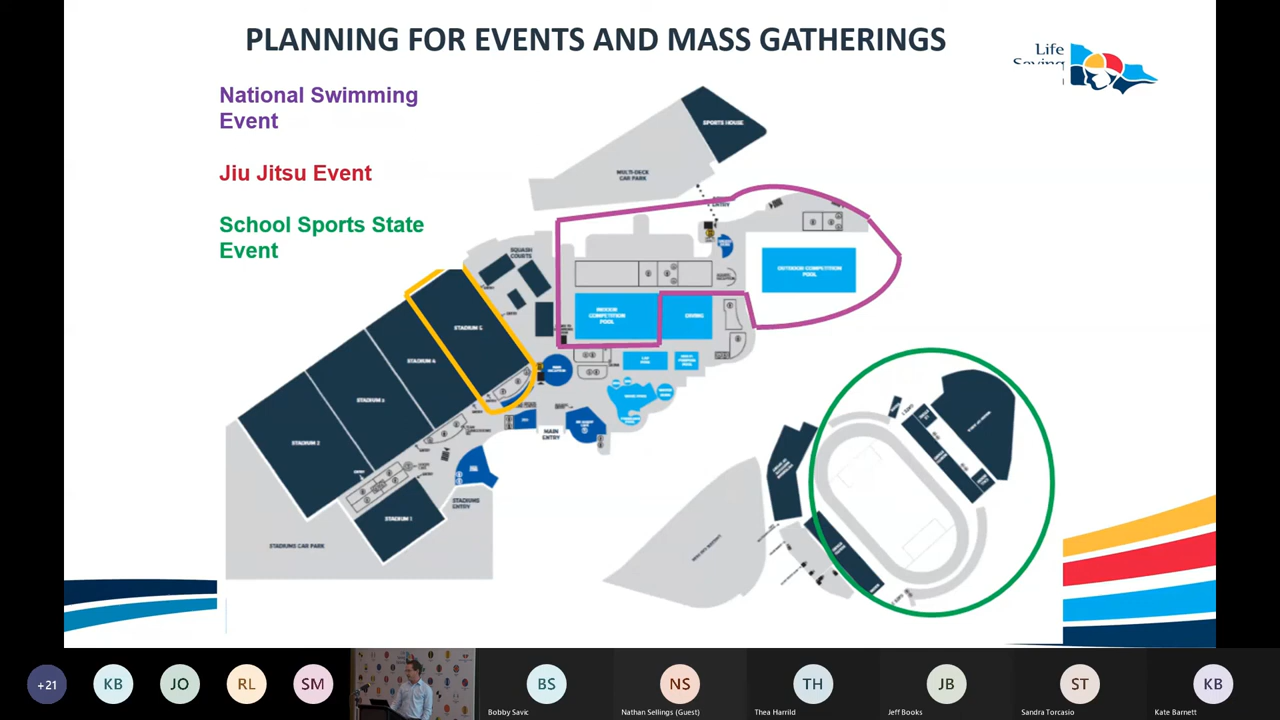 PLANNING FOR EVENTS AND MASS GATHERINGS
Life
Saving
National Swimming
Event
Jiu Jitsu Event
School Sports State
Event
SPORTS HOUSE
MULTI-DECK
CAR PARK
ENTRY
SQUASH
COURTS
OUTDOOR COMPETITION
POOL
INDOOR
COMPETITION
POOL
DIVING
STADIUM 5
STADIUM 4
STADIUM 3
STADIUM 2
STADIUM 1
MAIN
ENTRY
STADIUMS
ENTRY
STADIUMS CAR PARK
+21
KB
JO
RL
SM
BS
NS
TH
JB
ST
KB
Bobby Savic
Nathan Sellings (Guest)
Thea Harrild
Jeff Books
Sandra Torcasio
Kate Barnett